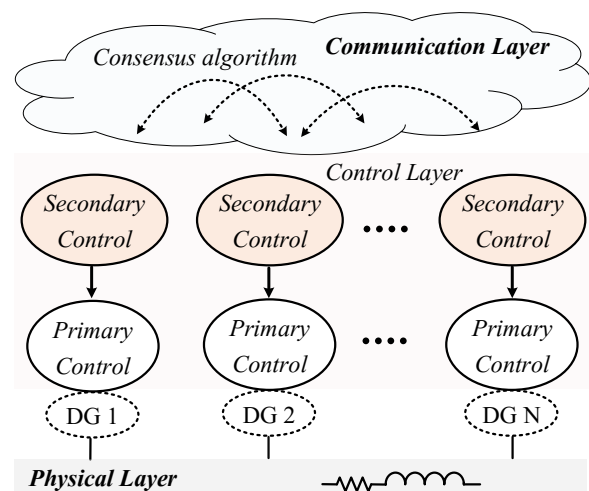 Communication Layer
Consensus algorithm
Control Layer
Secondary Control
Secondary Control
Secondary Control
Primary Control
Primary Control
Primary Control
DG 1
DG 2
DG N
Physical Layer